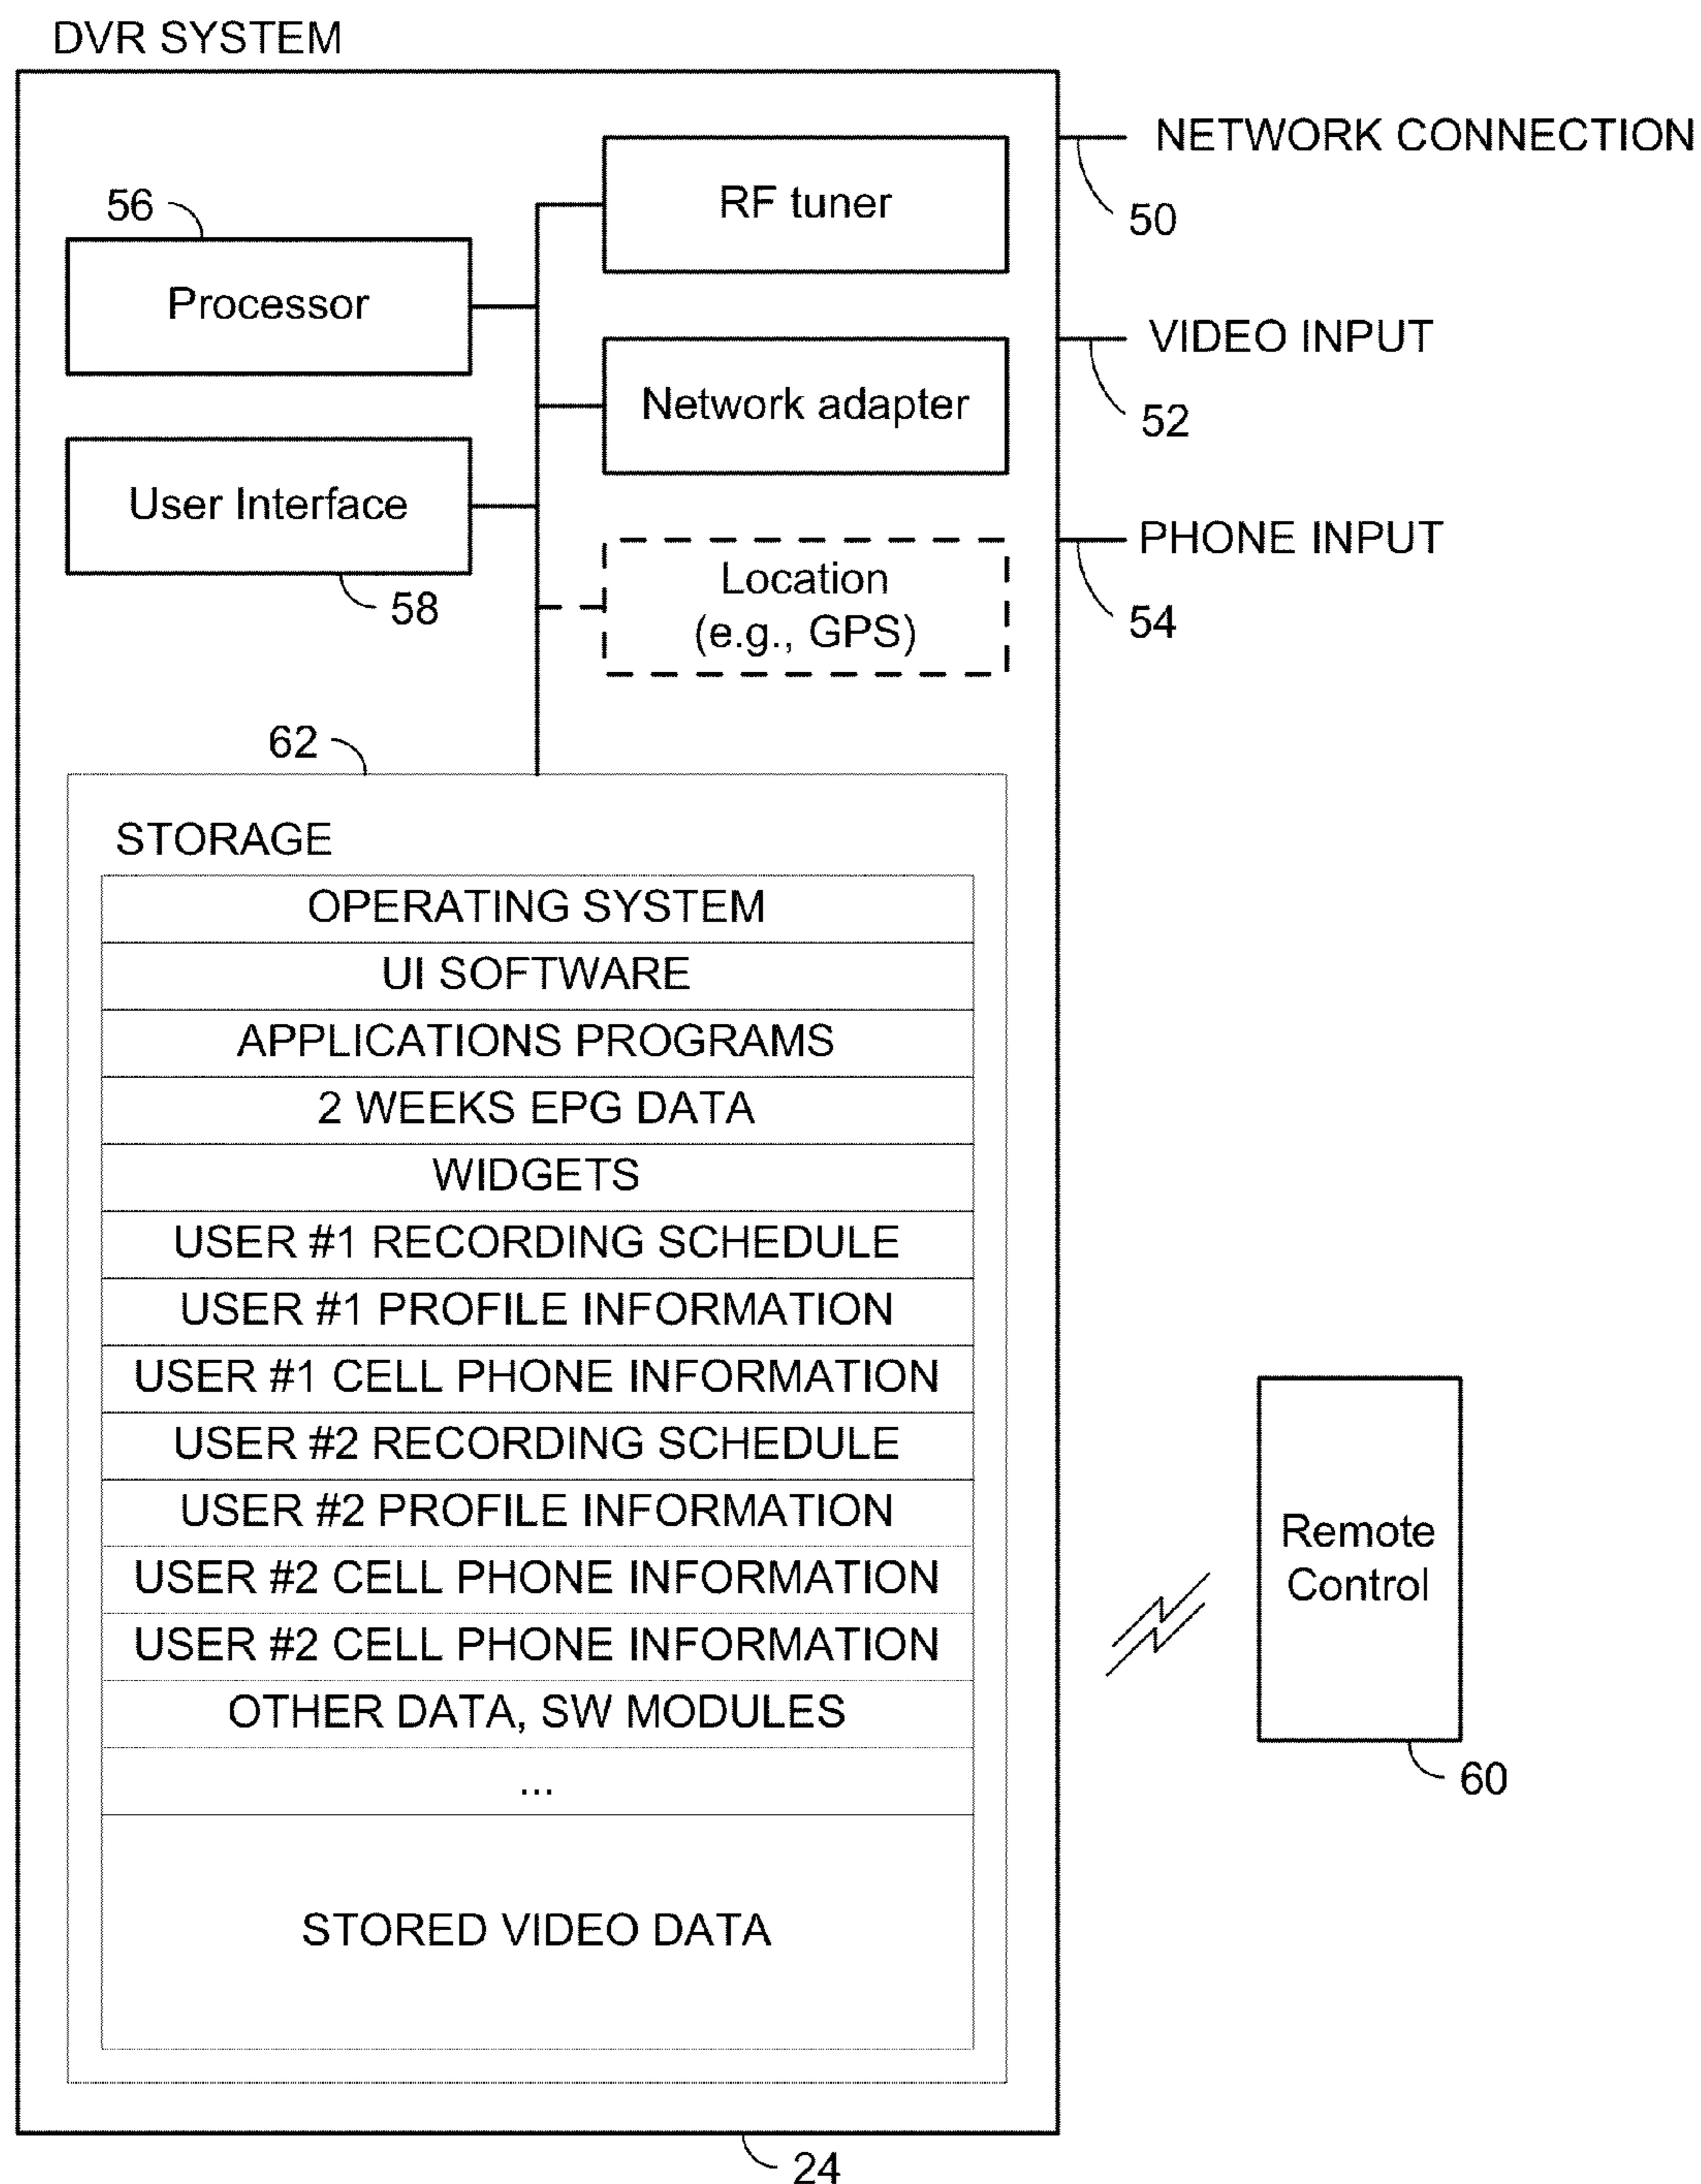 DVR SYSTEM
NETWORK CONNECTION
50
RF tuner
56
Processor
VIDEO INPUT
52
Network adapter
User Interface
58
PHONE INPUT
54
Location
(e.g., GPS)
62
STORAGE
OPERATING SYSTEM
UI SOFTWARE
APPLICATIONS PROGRAMS
2 WEEKS EPG DATA
WIDGETS
USER #1 RECORDING SCHEDULE
USER #1 PROFILE INFORMATION
USER #1 CELL PHONE INFORMATION
USER #2 RECORDING SCHEDULE
USER #2 PROFILE INFORMATION
USER #2 CELL PHONE INFORMATION
USER #2 CELL PHONE INFORMATION
OTHER DATA, SW MODULES
...
STORED VIDEO DATA
Remote
Control
60
24